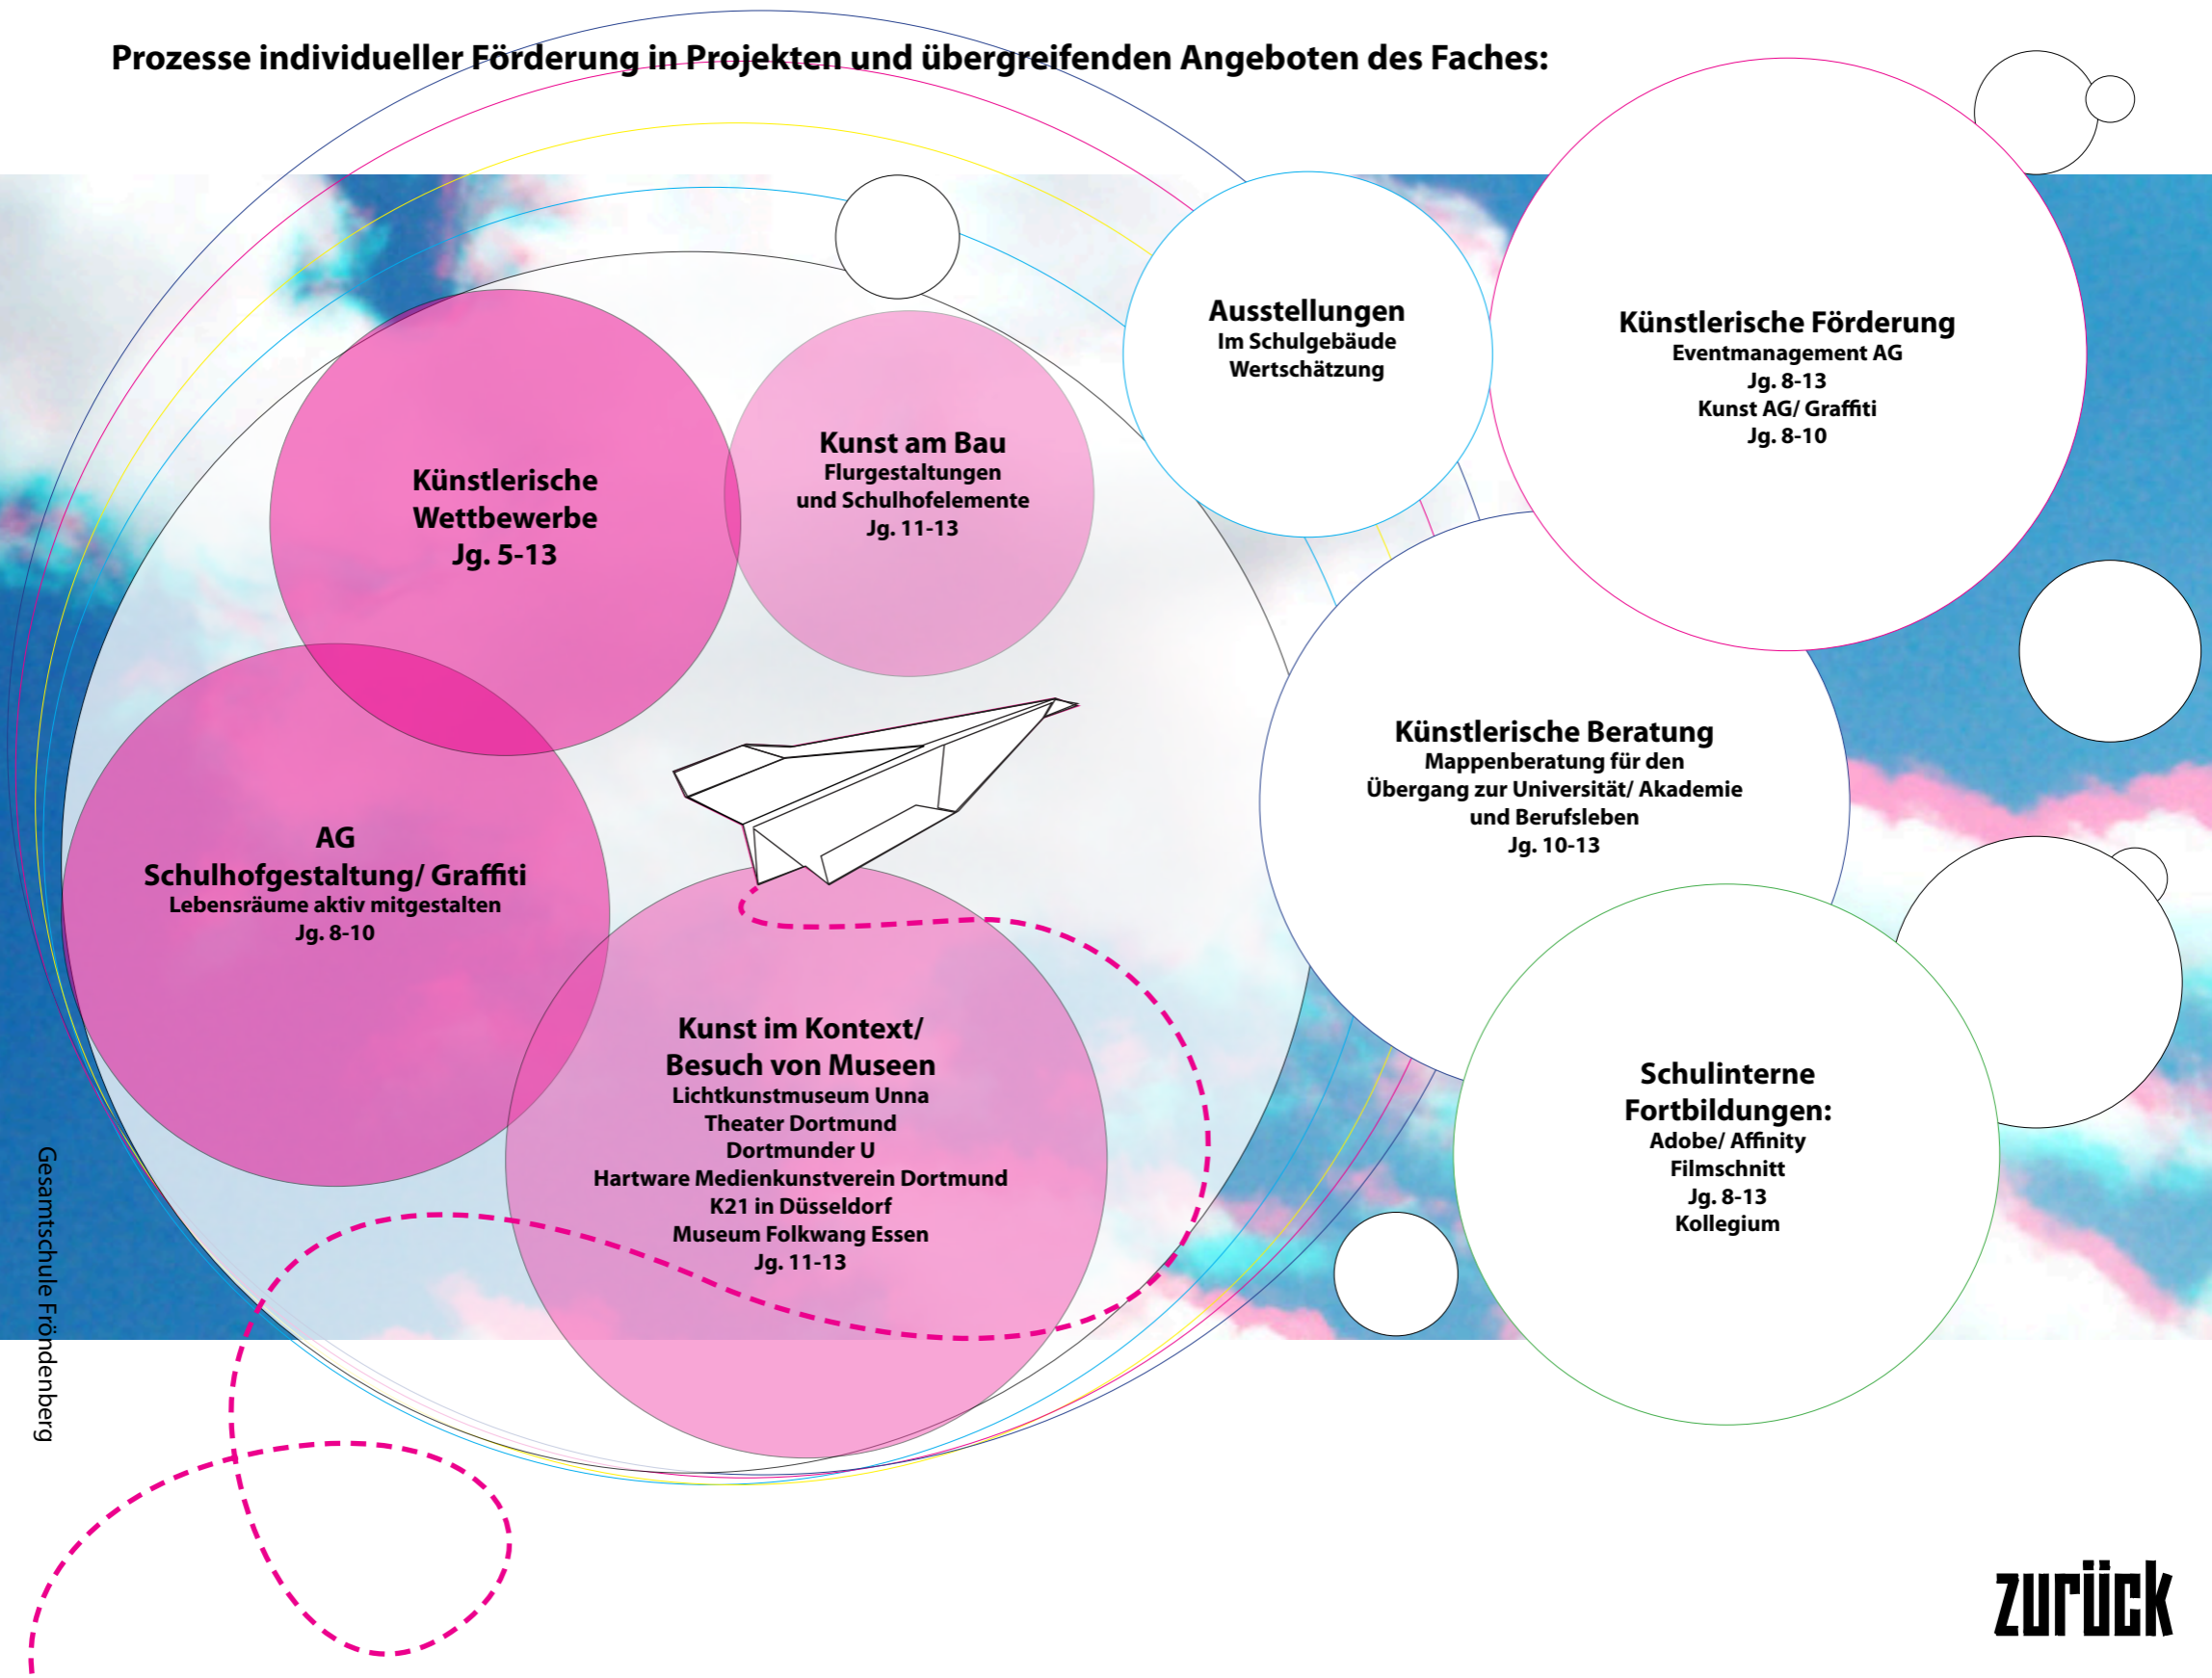 Prozesse individueller Förderung in Projekten und übergreifenden Angeboten des Faches:
Künstlerische
Wettbewerbe
Jg. 5-13
Kunst am Bau
Flurgestaltungen
und Schulhofelemente
Jg. 11-13
Ausstellungen
Im Schulgebäude
Wertschätzung
Künstlerische Förderung
Eventmanagement AG
Jg. 8-13
Kunst AG/ Graffiti
Jg. 8-10
AG
Schulhofgestaltung/ Graffiti
Lebensräume aktiv mitgestalten
Jg. 8-10
Künstlerische Beratung
Mappenberatung für den
Übergang zur Universität/ Akademie
und Berufsleben
Jg. 10-13
Kunst im Kontext/
Besuch von Museen
Lichtkunstmuseum Unna
Theater Dortmund
Dortmunder U
Hartware Medienkunstverein Dortmund
K21 in Düsseldorf
Museum Folkwang Essen
Jg. 11-13
Schulinterne
Fortbildungen:
Adobe/ Affinity
Filmschnitt
Jg. 8-13
Kollegium
Gesamtschule Fröndenberg
zurück